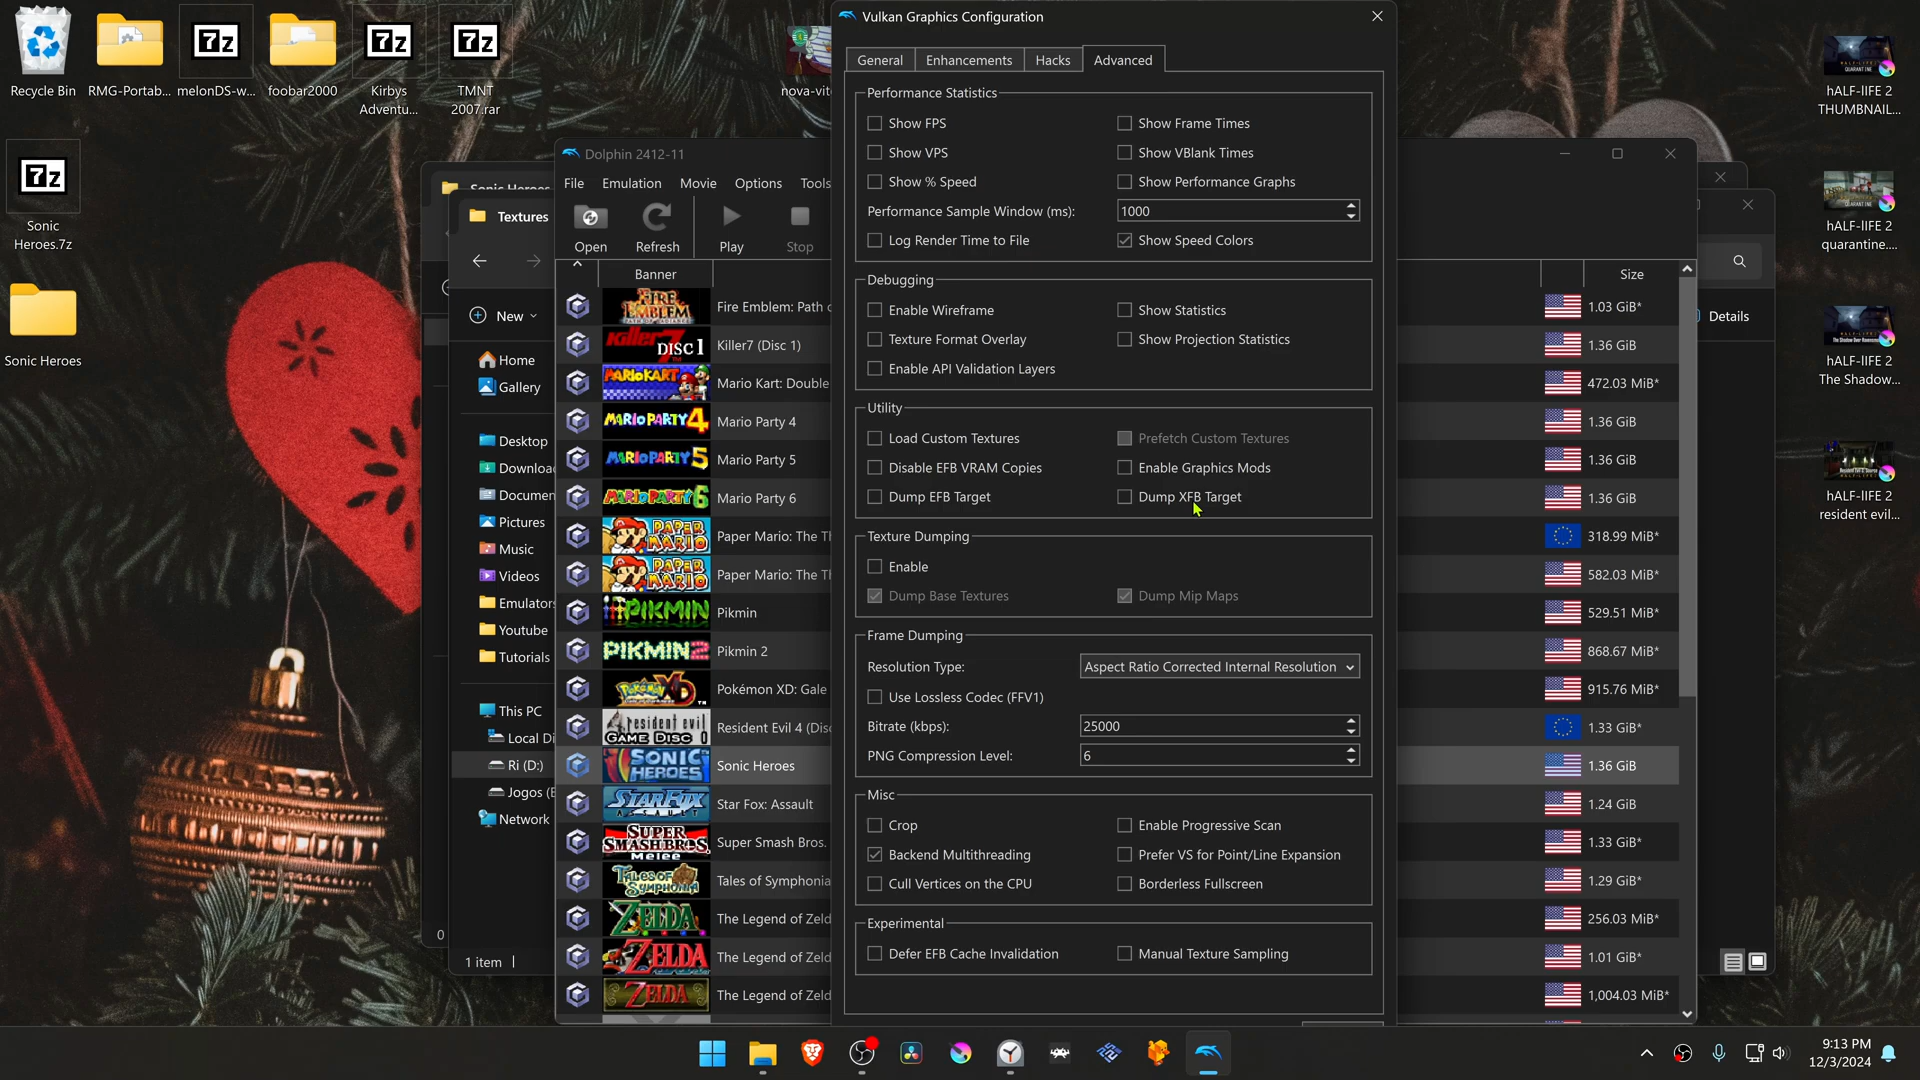 Recycle Bin
RMG-Portab...
melonDS-w...
foobar2000
Kirbys
Adventu...
TMNT
2007.rar
nova-vit
Sonic
Heroes.7z
Sonic Heroes
hALF-lIFE 2
THUMBNAIL...
hALF-lIFE 2
quarantine....
hALF-lIFE 2
The Shadow...
hALF-lIFE 2
resident evil...
Sonic Heroes
Textures
New
Home
Gallery
Desktop
Downloa
Documen
Pictures
Music
Videos
Emulators
Youtube
Tutorials
This PC
Local Di
Ri (D:)
Jogos (E
Network
0
1 item
Details
Dolphin 2412-11
File Emulation Movie Options Tools
Open Refresh Play Stop
Banner
Size
Fire Emblem: Path o
1.03 GiB*
Killer7 (Disc 1)
1.36 GiB
Mario Kart: Double
472.03 MiB*
Mario Party 4
1.36 GiB
Mario Party 5
1.36 GiB
Mario Party 6
1.36 GiB
Paper Mario: The Th
318.99 MiB*
Paper Mario: The Th
582.03 MiB*
Pikmin
529.51 MiB*
Pikmin 2
868.67 MiB*
Pokémon XD: Gale
915.76 MiB*
Resident Evil 4 (Disc
1.33 GiB*
Sonic Heroes
1.36 GiB
Star Fox: Assault
1.24 GiB
Super Smash Bros.
1.33 GiB*
Tales of Symphonia
1.29 GiB*
The Legend of Zeld
256.03 MiB*
The Legend of Zeld
1.01 GiB*
The Legend of Zeld
1,004.03 MiB*
Vulkan Graphics Configuration
General Enhancements Hacks Advanced
Performance Statistics
Show FPS
Show Frame Times
Show VPS
Show VBlank Times
Show % Speed
Show Performance Graphs
Performance Sample Window (ms):
1000
Log Render Time to File
Show Speed Colors
Debugging
Enable Wireframe
Show Statistics
Texture Format Overlay
Show Projection Statistics
Enable API Validation Layers
Utility
Load Custom Textures
Prefetch Custom Textures
Disable EFB VRAM Copies
Enable Graphics Mods
Dump EFB Target
Dump XFB Target
Texture Dumping
Enable
Dump Base Textures
Dump Mip Maps
Frame Dumping
Resolution Type:
Aspect Ratio Corrected Internal Resolution
Use Lossless Codec (FFV1)
Bitrate (kbps):
25000
PNG Compression Level:
6
Misc
Crop
Enable Progressive Scan
Backend Multithreading
Prefer VS for Point/Line Expansion
Cull Vertices on the CPU
Borderless Fullscreen
Experimental
Defer EFB Cache Invalidation
Manual Texture Sampling
9:13 PM
12/3/2024